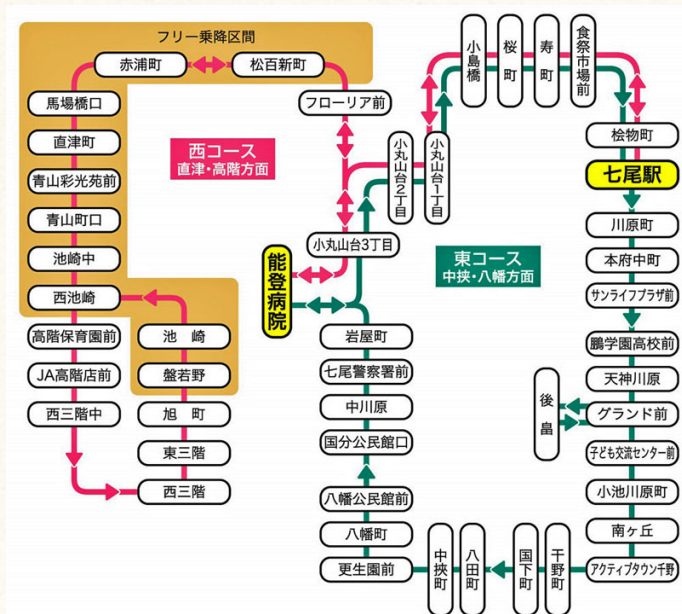 フリー乗降区間
赤浦町
松百新町
馬場橋口
直津町
青山彩光苑前
青山町口
池崎中
西池崎
高階保育園前
JA高階店前
西三階中
西三階
東三階
旭町
盤若野
池崎
西コース
直津・高階方面
フローリア前
小丸山台2丁目
小丸山台1丁目
小丸山台3丁目
能登病院
小島橋
桜町
寿町
食祭市場前
桧物町
七尾駅
東コース
中挾・八幡方面
川原町
本府中町
サンライフプラザ前
鵬学園高校前
天神川原
グランド前
後畠
子ども交流センター前
小池川原町
南ヶ丘
アクティブタウン千野
千野町
国下町
八田町
中挾町
更生園前
八幡町
八幡公民館前
国分公民館口
中川原
七尾警察署前
岩屋町